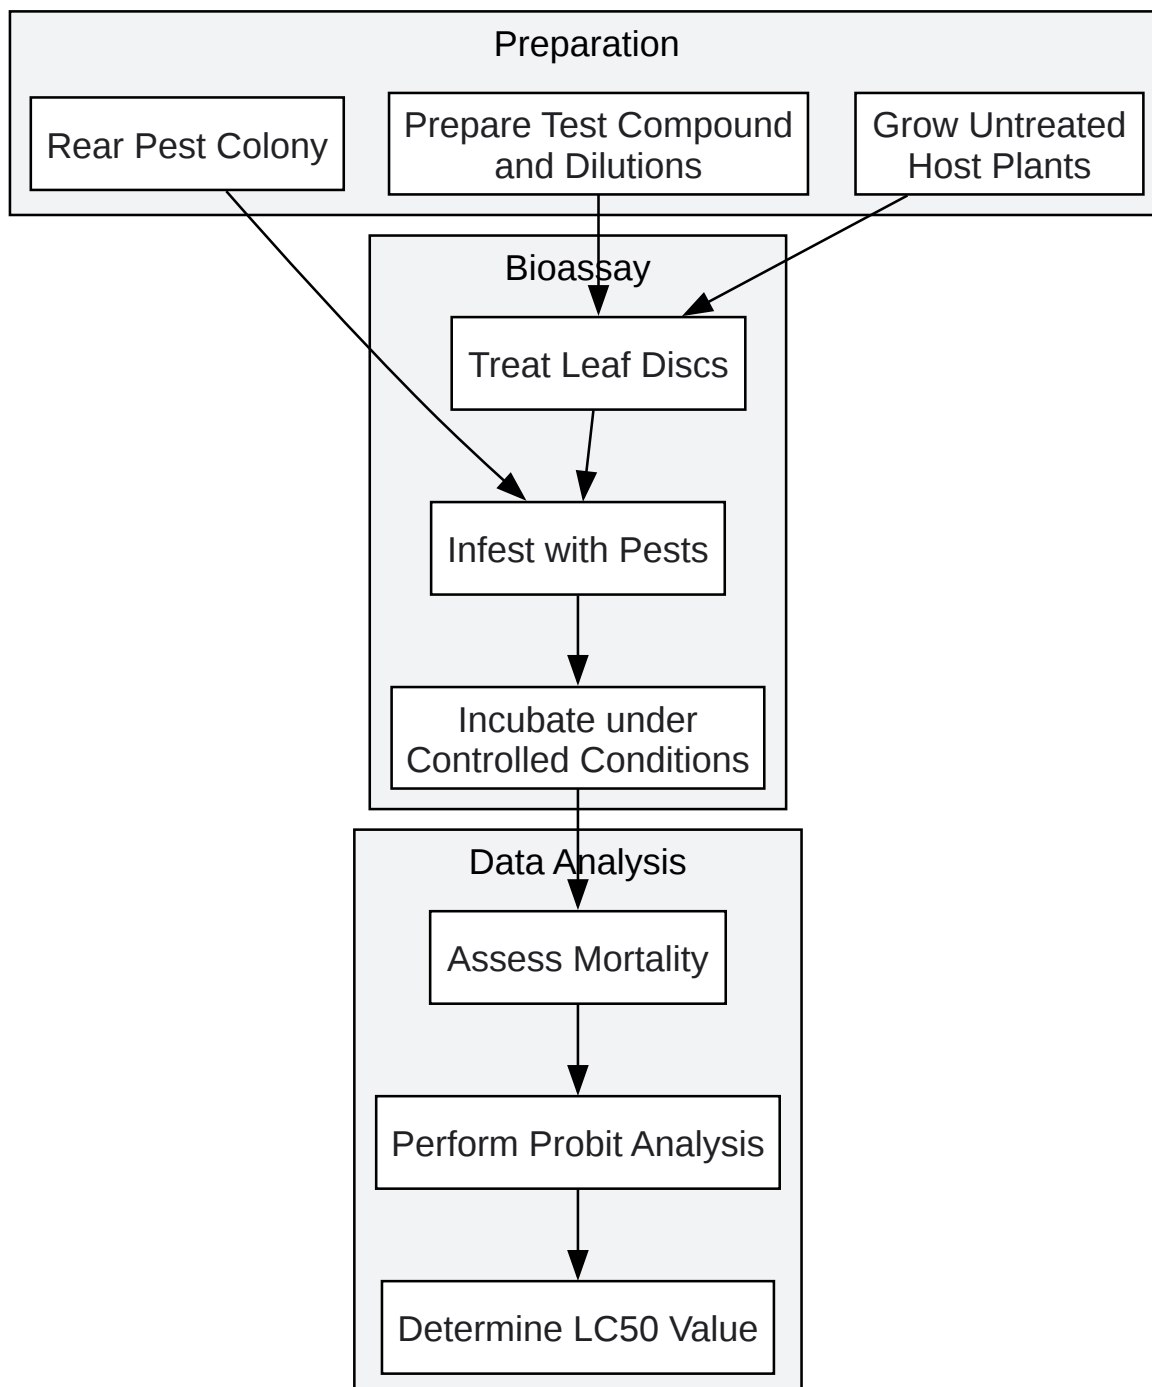 Preparation
Rear Pest Colony
Prepare Test Compound
and Dilutions
Grow Untreated
Host Plants
Bioassay
Treat Leaf Discs
Infest with Pests
Incubate under
Controlled Conditions
Data Analysis
Assess Mortality
Perform Probit Analysis
Determine LC50 Value